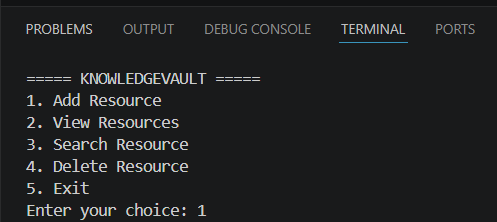 PROBLEMS OUTPUT DEBUG CONSOLE TERMINAL PORTS
===== KNOWLEDGEVAULT =====
1. Add Resource
2. View Resources
3. Search Resource
4. Delete Resource
5. Exit
Enter your choice: 1